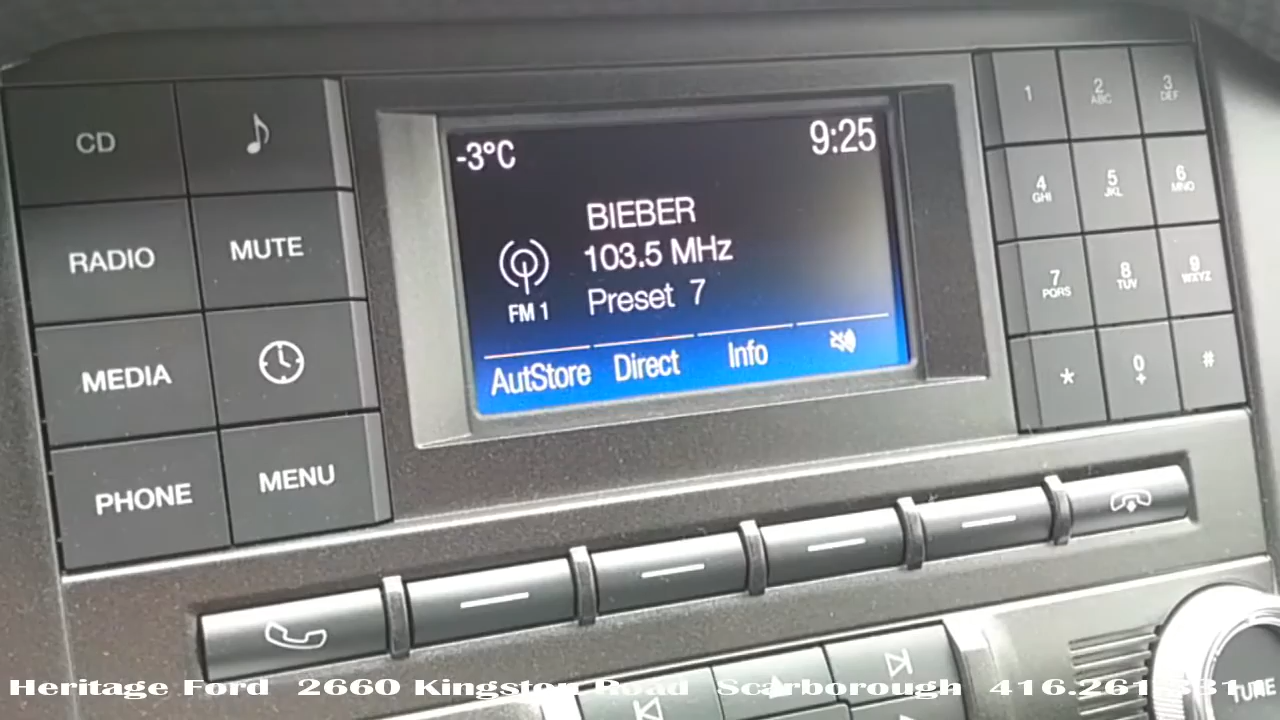 CD
RADIO
MUTE
MEDIA
PHONE
MENU
-3°C
9:25
BIEBER
103.5 MHz
FM 1
Preset 7
AutStore Direct Info
1
2
ABC
3
DEF
4
GHI
5
JKL
6
MNO
7
PQRS
8
TUV
9
WXYZ
*
0
+
#
TUNE
Heritage Ford 2660 Kingston Road Scarborough